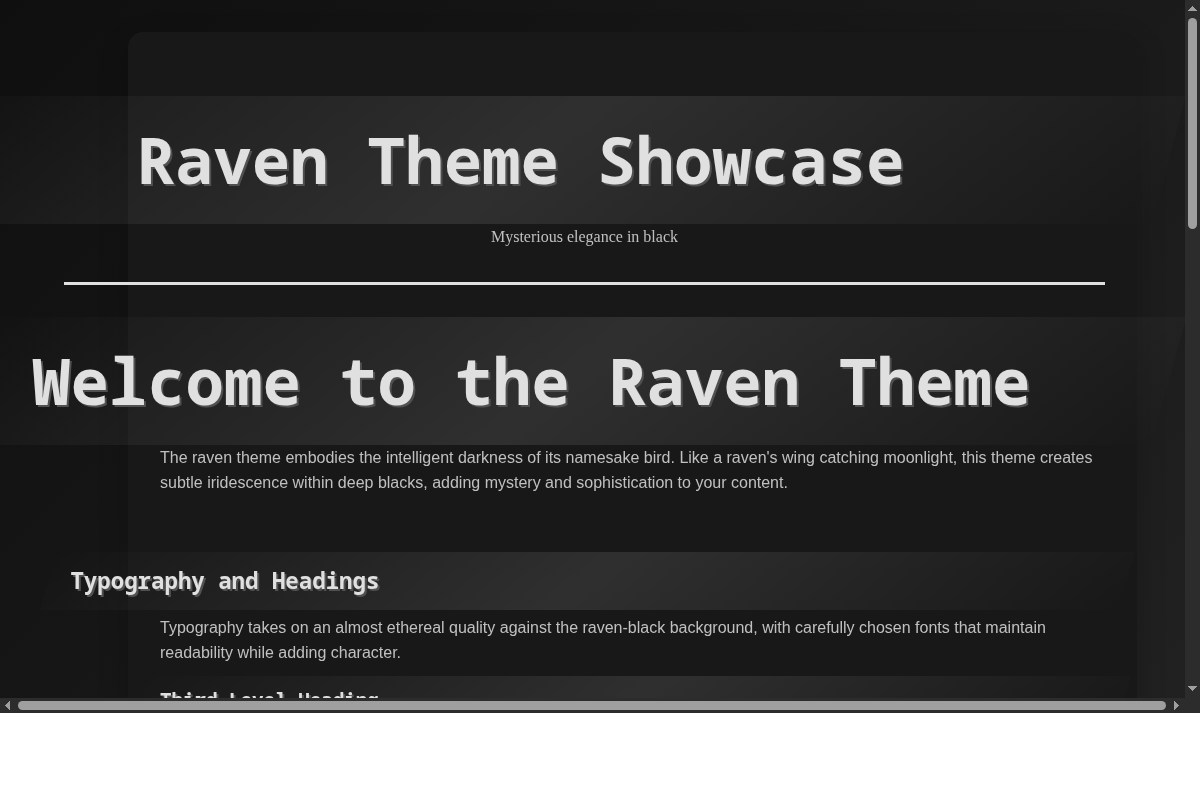 Raven Theme Showcase
Mysterious elegance in black
Welcome to the Raven Theme
The raven theme embodies the intelligent darkness of its namesake bird. Like a raven's wing catching moonlight, this theme creates
subtle iridescence within deep blacks, adding mystery and sophistication to your content.
Typography and Headings
Typography takes on an almost ethereal quality against the raven-black background, with carefully chosen fonts that maintain
readability while adding character.
Third Level Heading